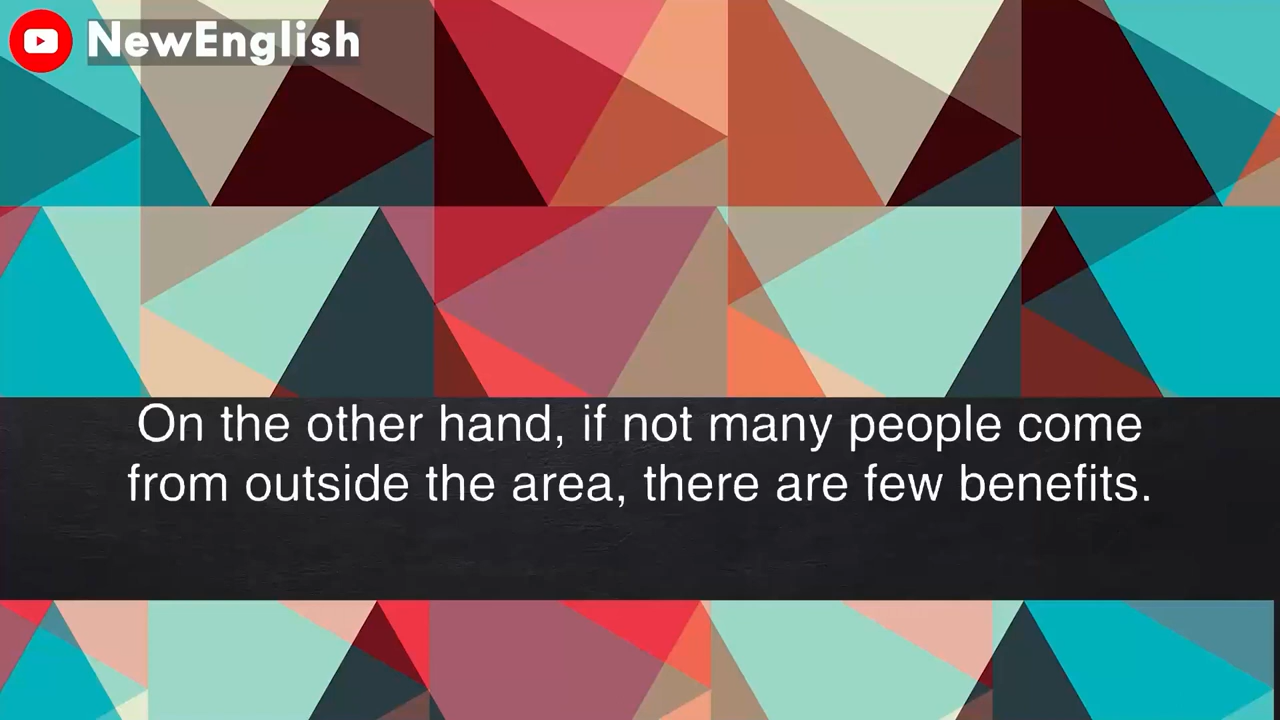 NewEnglish
On the other hand, if not many people come
from outside the area, there are few benefits.